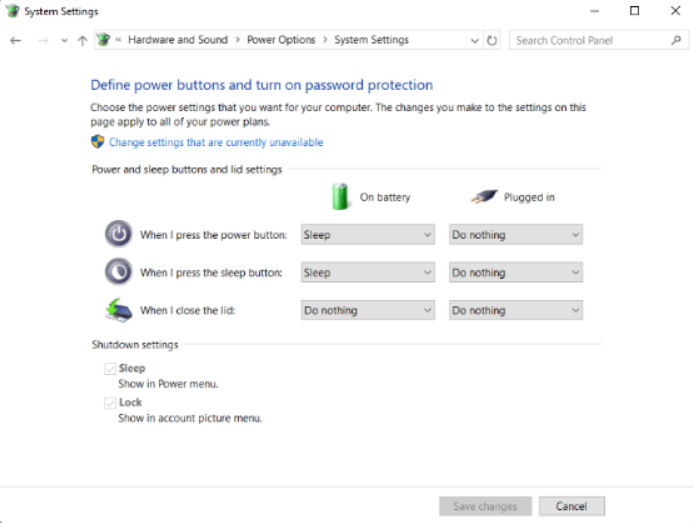 System Settings
« Hardware and Sound > Power Options > System Settings
Search Control Panel
Define power buttons and turn on password protection
Choose the power settings that you want for your computer. The changes you make to the settings on this
page apply to all of your power plans.
Change settings that are currently unavailable
Power and sleep buttons and lid settings
On battery Plugged in
When I press the power button: Sleep Do nothing
When I press the sleep button: Sleep Do nothing
When I close the lid: Do nothing Do nothing
Shutdown settings
Sleep
Show in Power menu.
Lock
Show in account picture menu.
Save changes Cancel